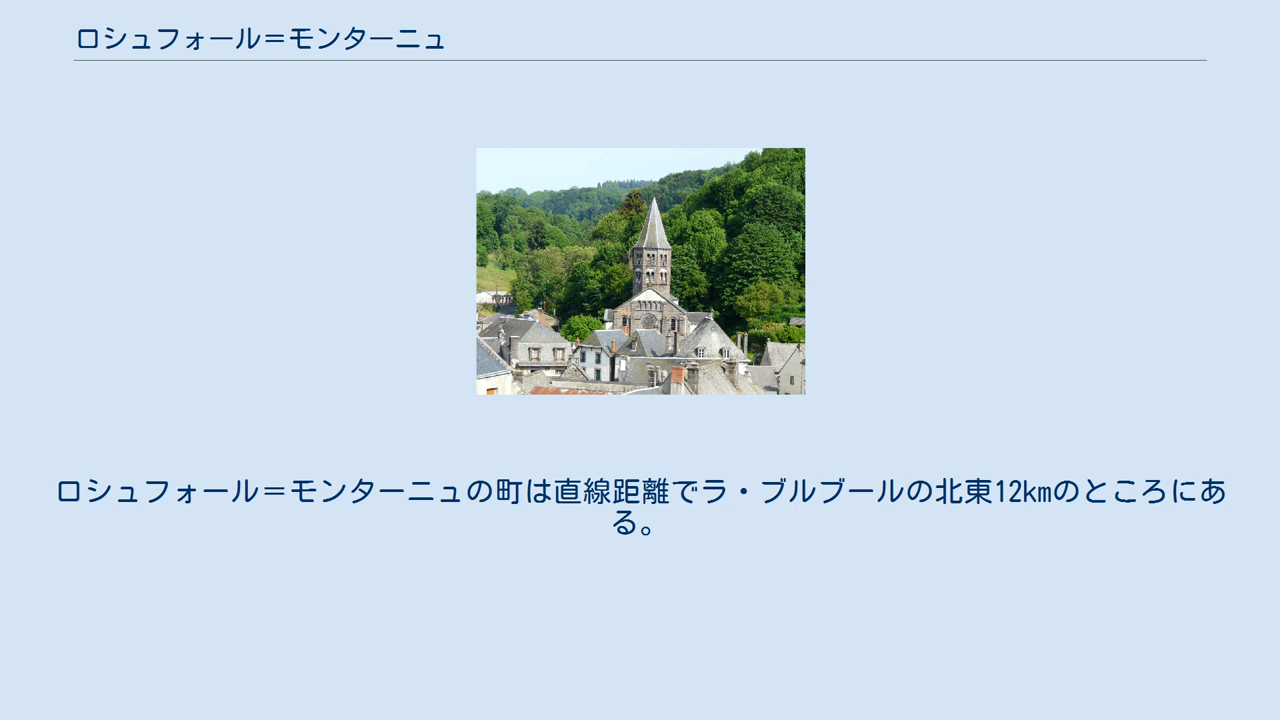 ロシュフォール＝モンターニュ
ロシュフォール＝モンターニュの町は直線距離でラ・ブルブールの北東12kmのところにあ
る。